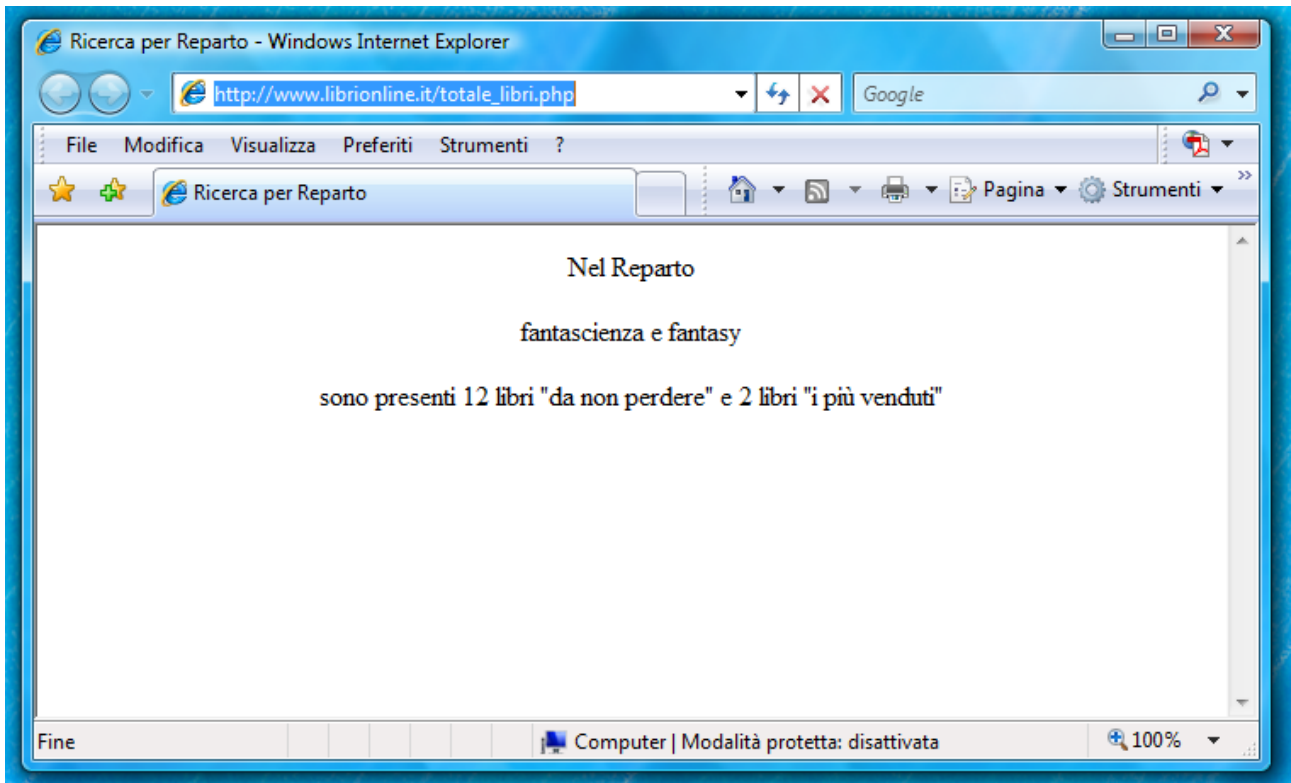 Ricerca per Reparto - Windows Internet Explorer
http://www.librionline.it/totale_libri.php
Google
File Modifica Visualizza Preferiti Strumenti ?
Ricerca per Reparto
Pagina
Strumenti
Nel Reparto
fantascienza e fantasy
sono presenti 12 libri "da non perdere" e 2 libri "i più venduti"
Fine
Computer | Modalità protetta: disattivata
100%